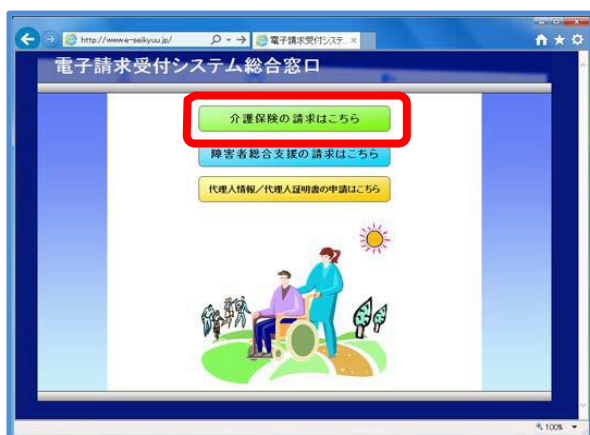 http://www.e-seikyuu.jp/
電子請求受付システ... ×
電子請求受付システム総合窓口
介護保険の請求はこちら
障害者総合支援の請求はこちら
代理人情報／代理人証明書の申請はこちら
100%